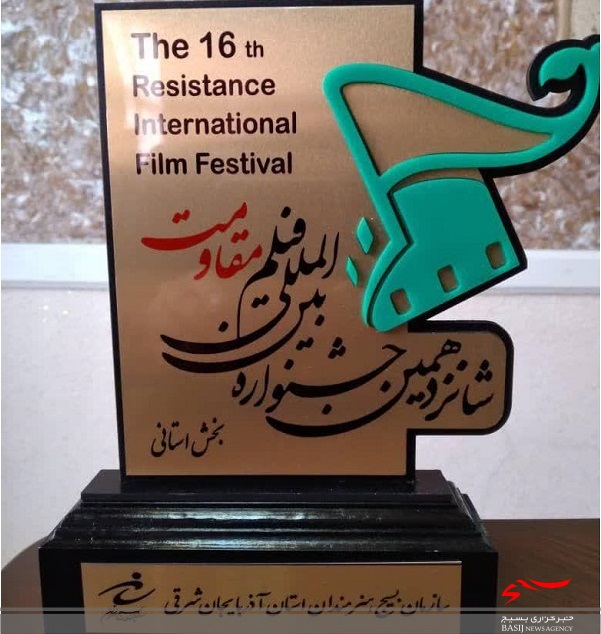 The 16 th
Resistance
International
Film Festival
شانزدهمین جشنواره
بین المللی فیلم
مقاومت
بخش استانی
سازمان بسیج هنرمندان استان آذربایجان شرقی
خبرگزاری بسیج
BASIJ NEWS AGENCY